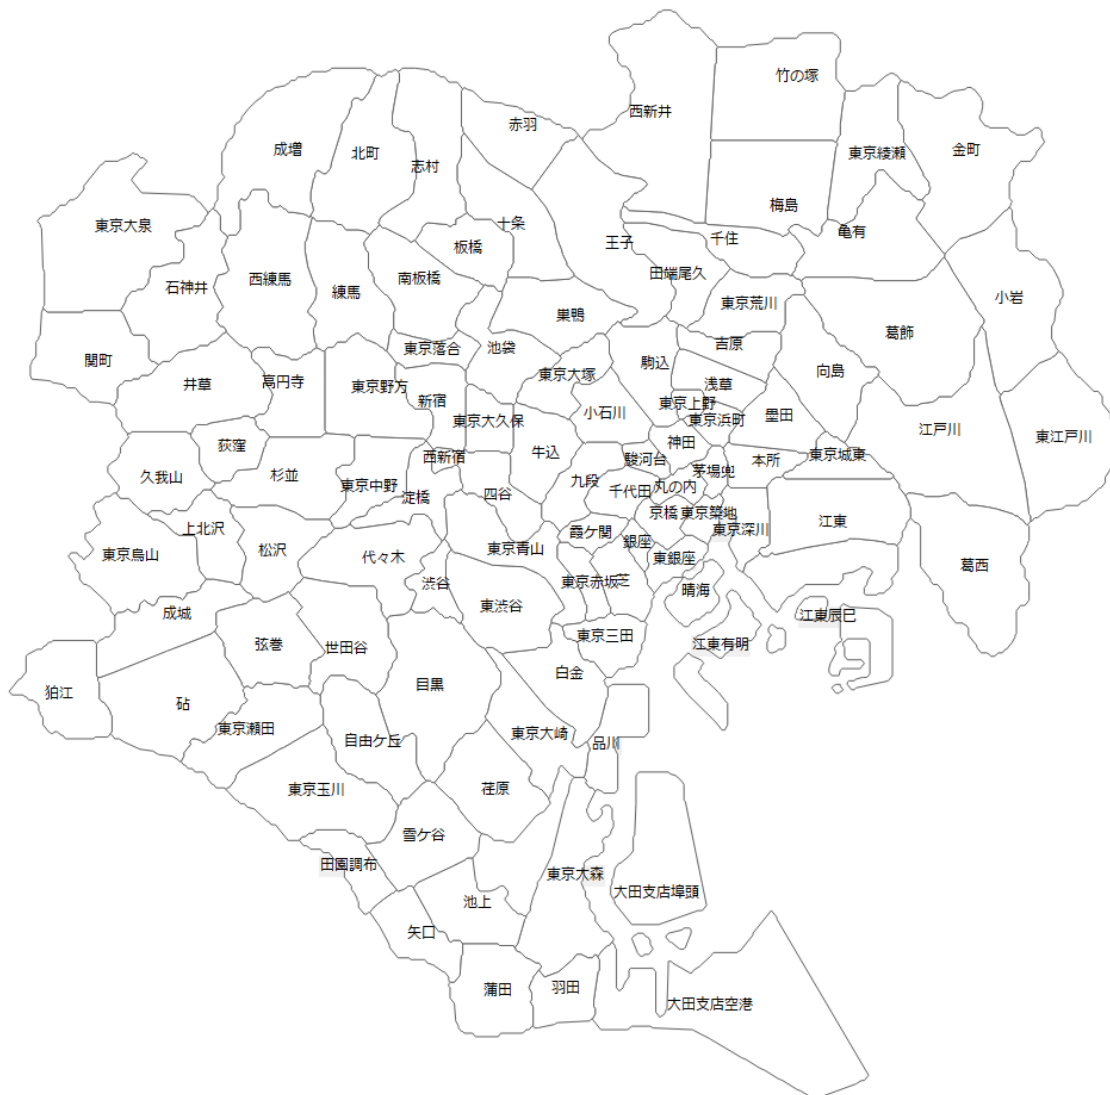 竹の塚
西新井
赤羽
成増
北町
志村
東京綾瀬
金町
梅島
東京大泉
十条
板橋
王子
千住
亀有
石神井
西練馬
練馬
南板橋
田端尾久
東京荒川
小岩
巣鴨
葛飾
関町
東京落合
池袋
駒込
吉原
井草
高円寺
東京野方
東京大塚
浅草
向島
新宿
東京大久保
小石川
東京上野
東京浜町
墨田
江戸川
東江戸川
荻窪
西新宿
牛込
神田
久我山
杉並
東京中野
淀橋
四谷
九段
駿河台
千代田
丸の内
茅場兜
本所
東京城東
上北沢
東京烏山
松沢
代々木
東京青山
霞ケ関
京橋
東京築地
銀座
東銀座
東京深川
江東
葛西
成城
渋谷
東渋谷
東京赤坂
芝
晴海
江東辰巳
弦巻
世田谷
東京三田
江東有明
狛江
砧
目黒
白金
東京瀬田
自由ケ丘
東京大崎
品川
東京玉川
荏原
雪ケ谷
田園調布
東京大森
大田支店埠頭
池上
矢口
蒲田
羽田
大田支店空港